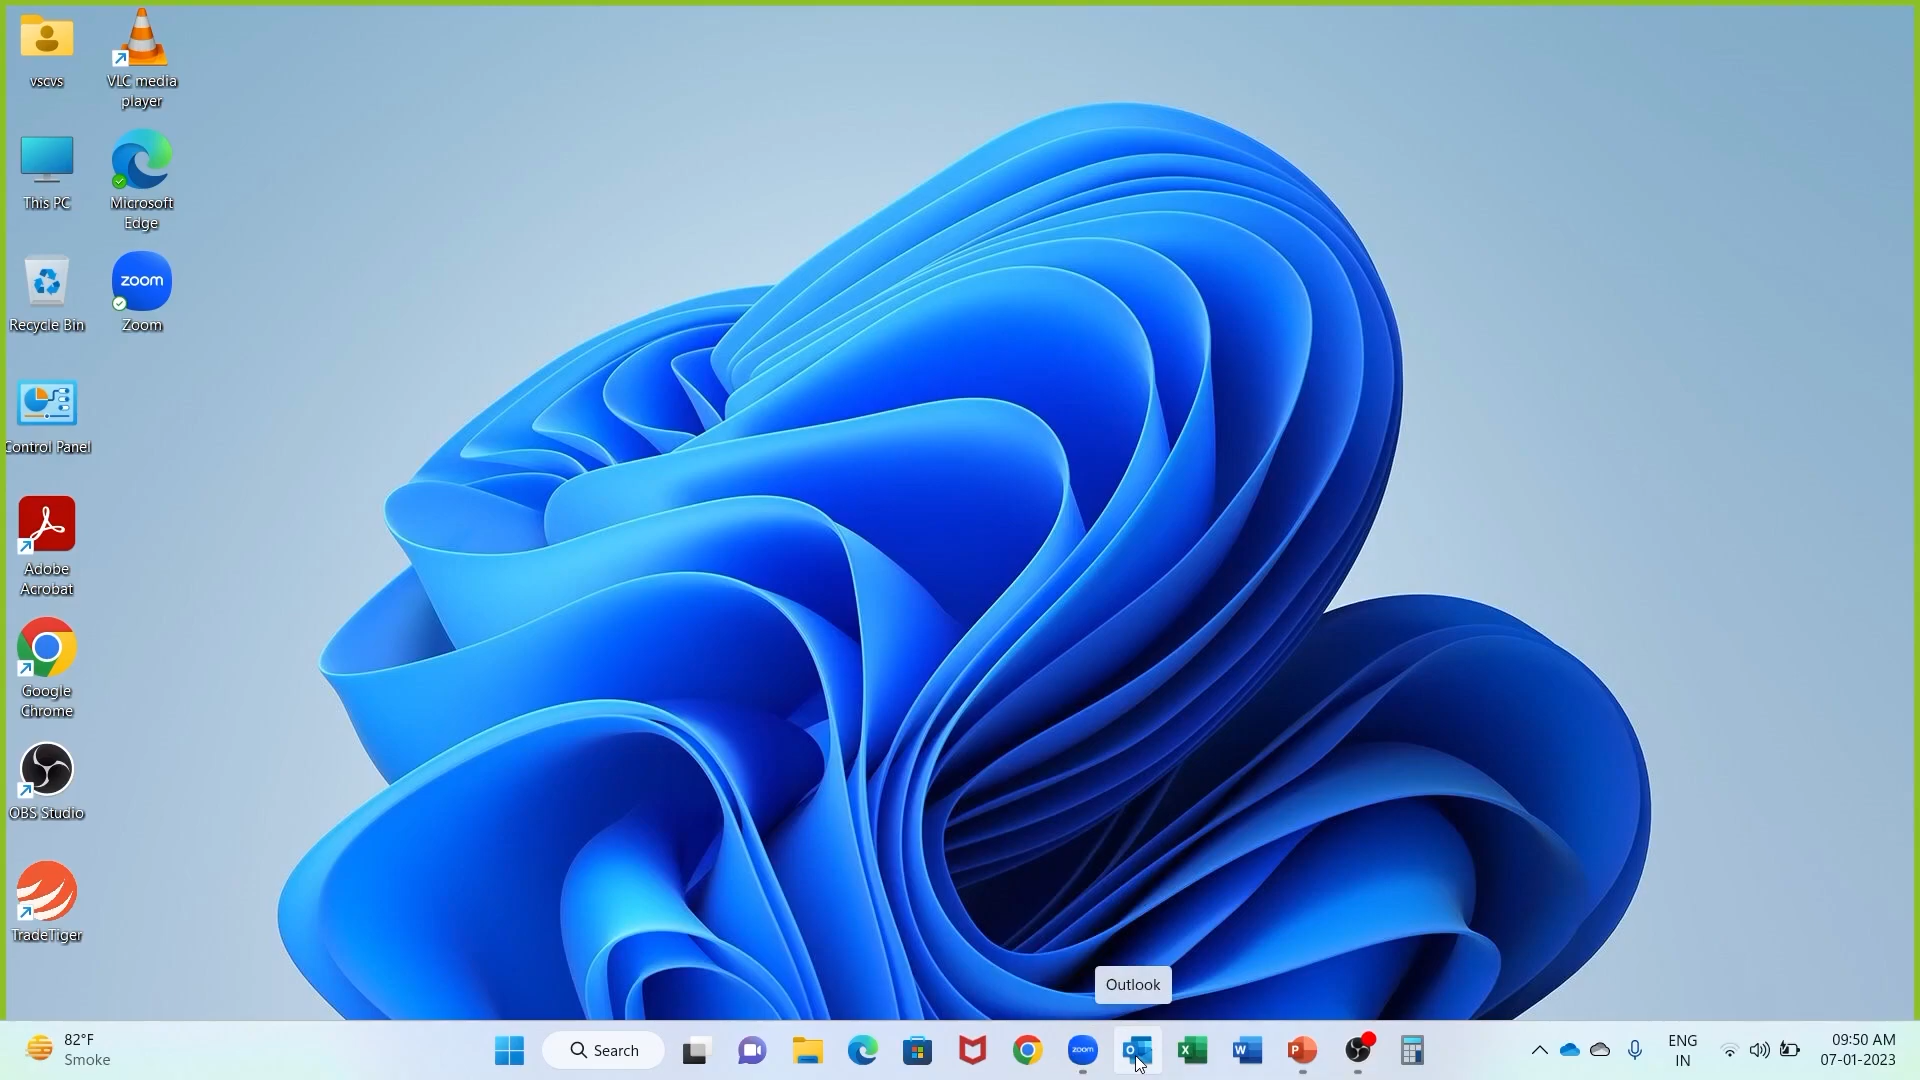 vscvs
VLC media
player
This PC
Microsoft
Edge
Recycle Bin
zoom
Zoom
Control Panel
Adobe
Acrobat
Google
Chrome
OBS Studio
TradeTiger
Outlook
82°F
Smoke
Search
zoom
O
X
W
P
ENG
IN
09:50 AM
07-01-2023